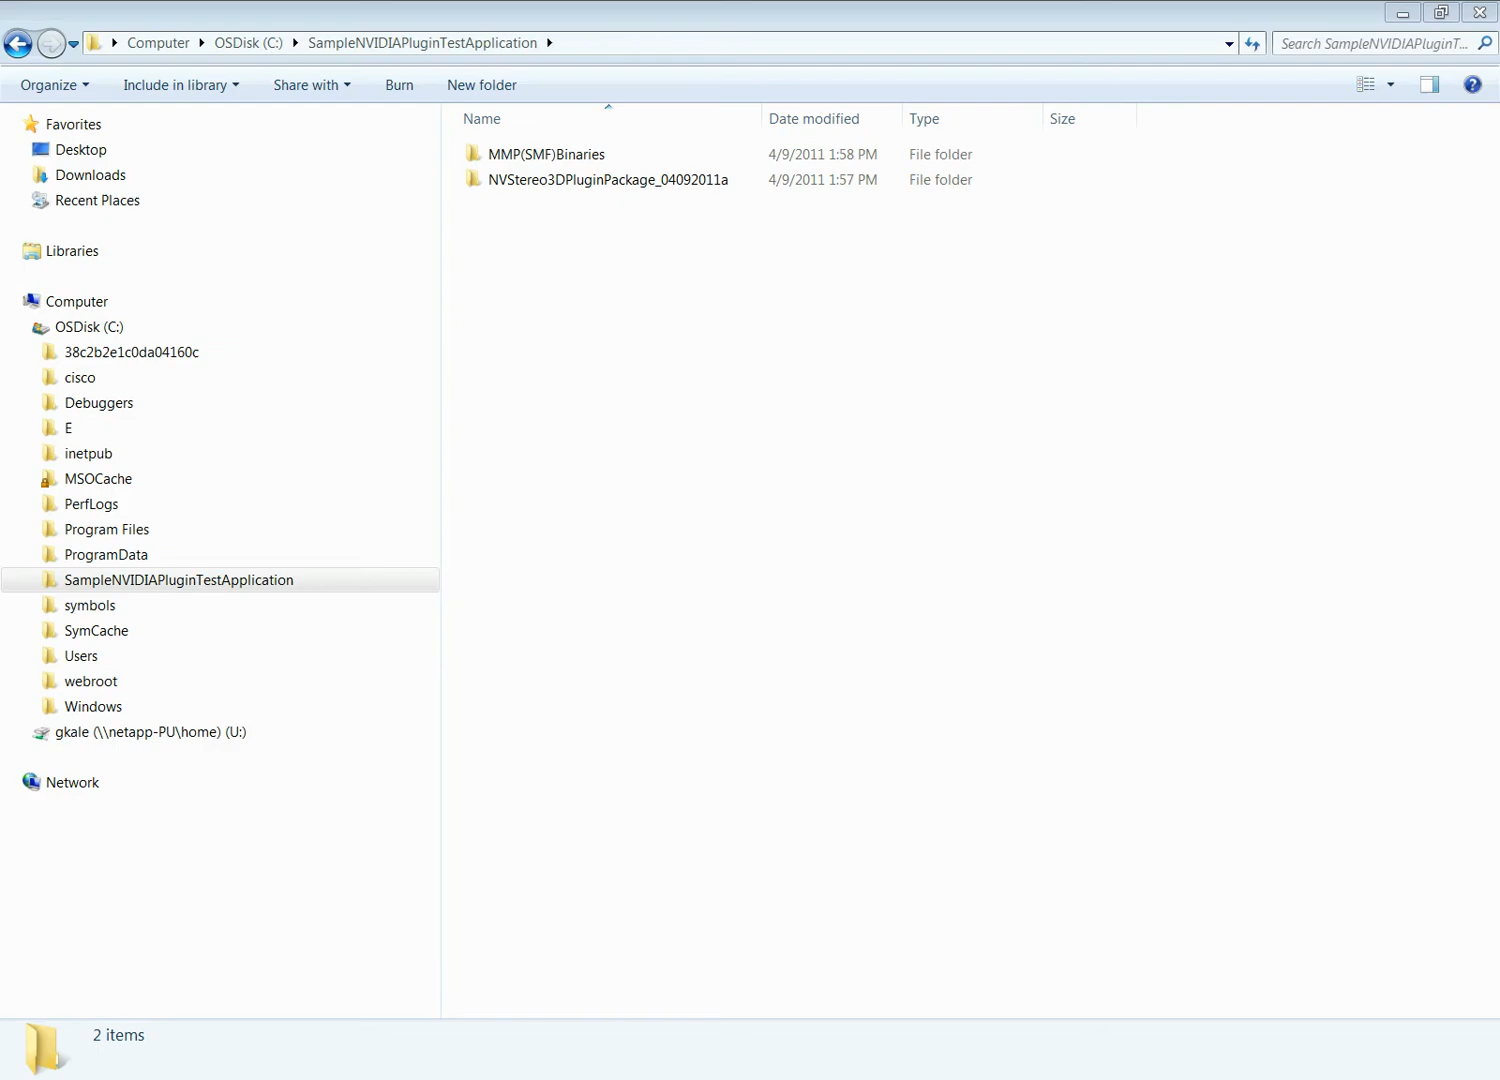 Computer OSDisk (C:) SampleNVIDIAPluginTestApplication
Search SampleNVIDIAPluginT...
Organize Include in library Share with Burn New folder
Name Date modified Type Size
MMP(SMF)Binaries 4/9/2011 1:58 PM File folder
NVStereo3DPluginPackage_04092011a 4/9/2011 1:57 PM File folder
Favorites
Desktop
Downloads
Recent Places
Libraries
Computer
OSDisk (C:)
38c2b2e1c0da04160c
cisco
Debuggers
E
inetpub
MSOCache
PerfLogs
Program Files
ProgramData
SampleNVIDIAPluginTestApplication
symbols
SymCache
Users
webroot
Windows
gkale (\\netapp-PU\home) (U:)
Network
2 items